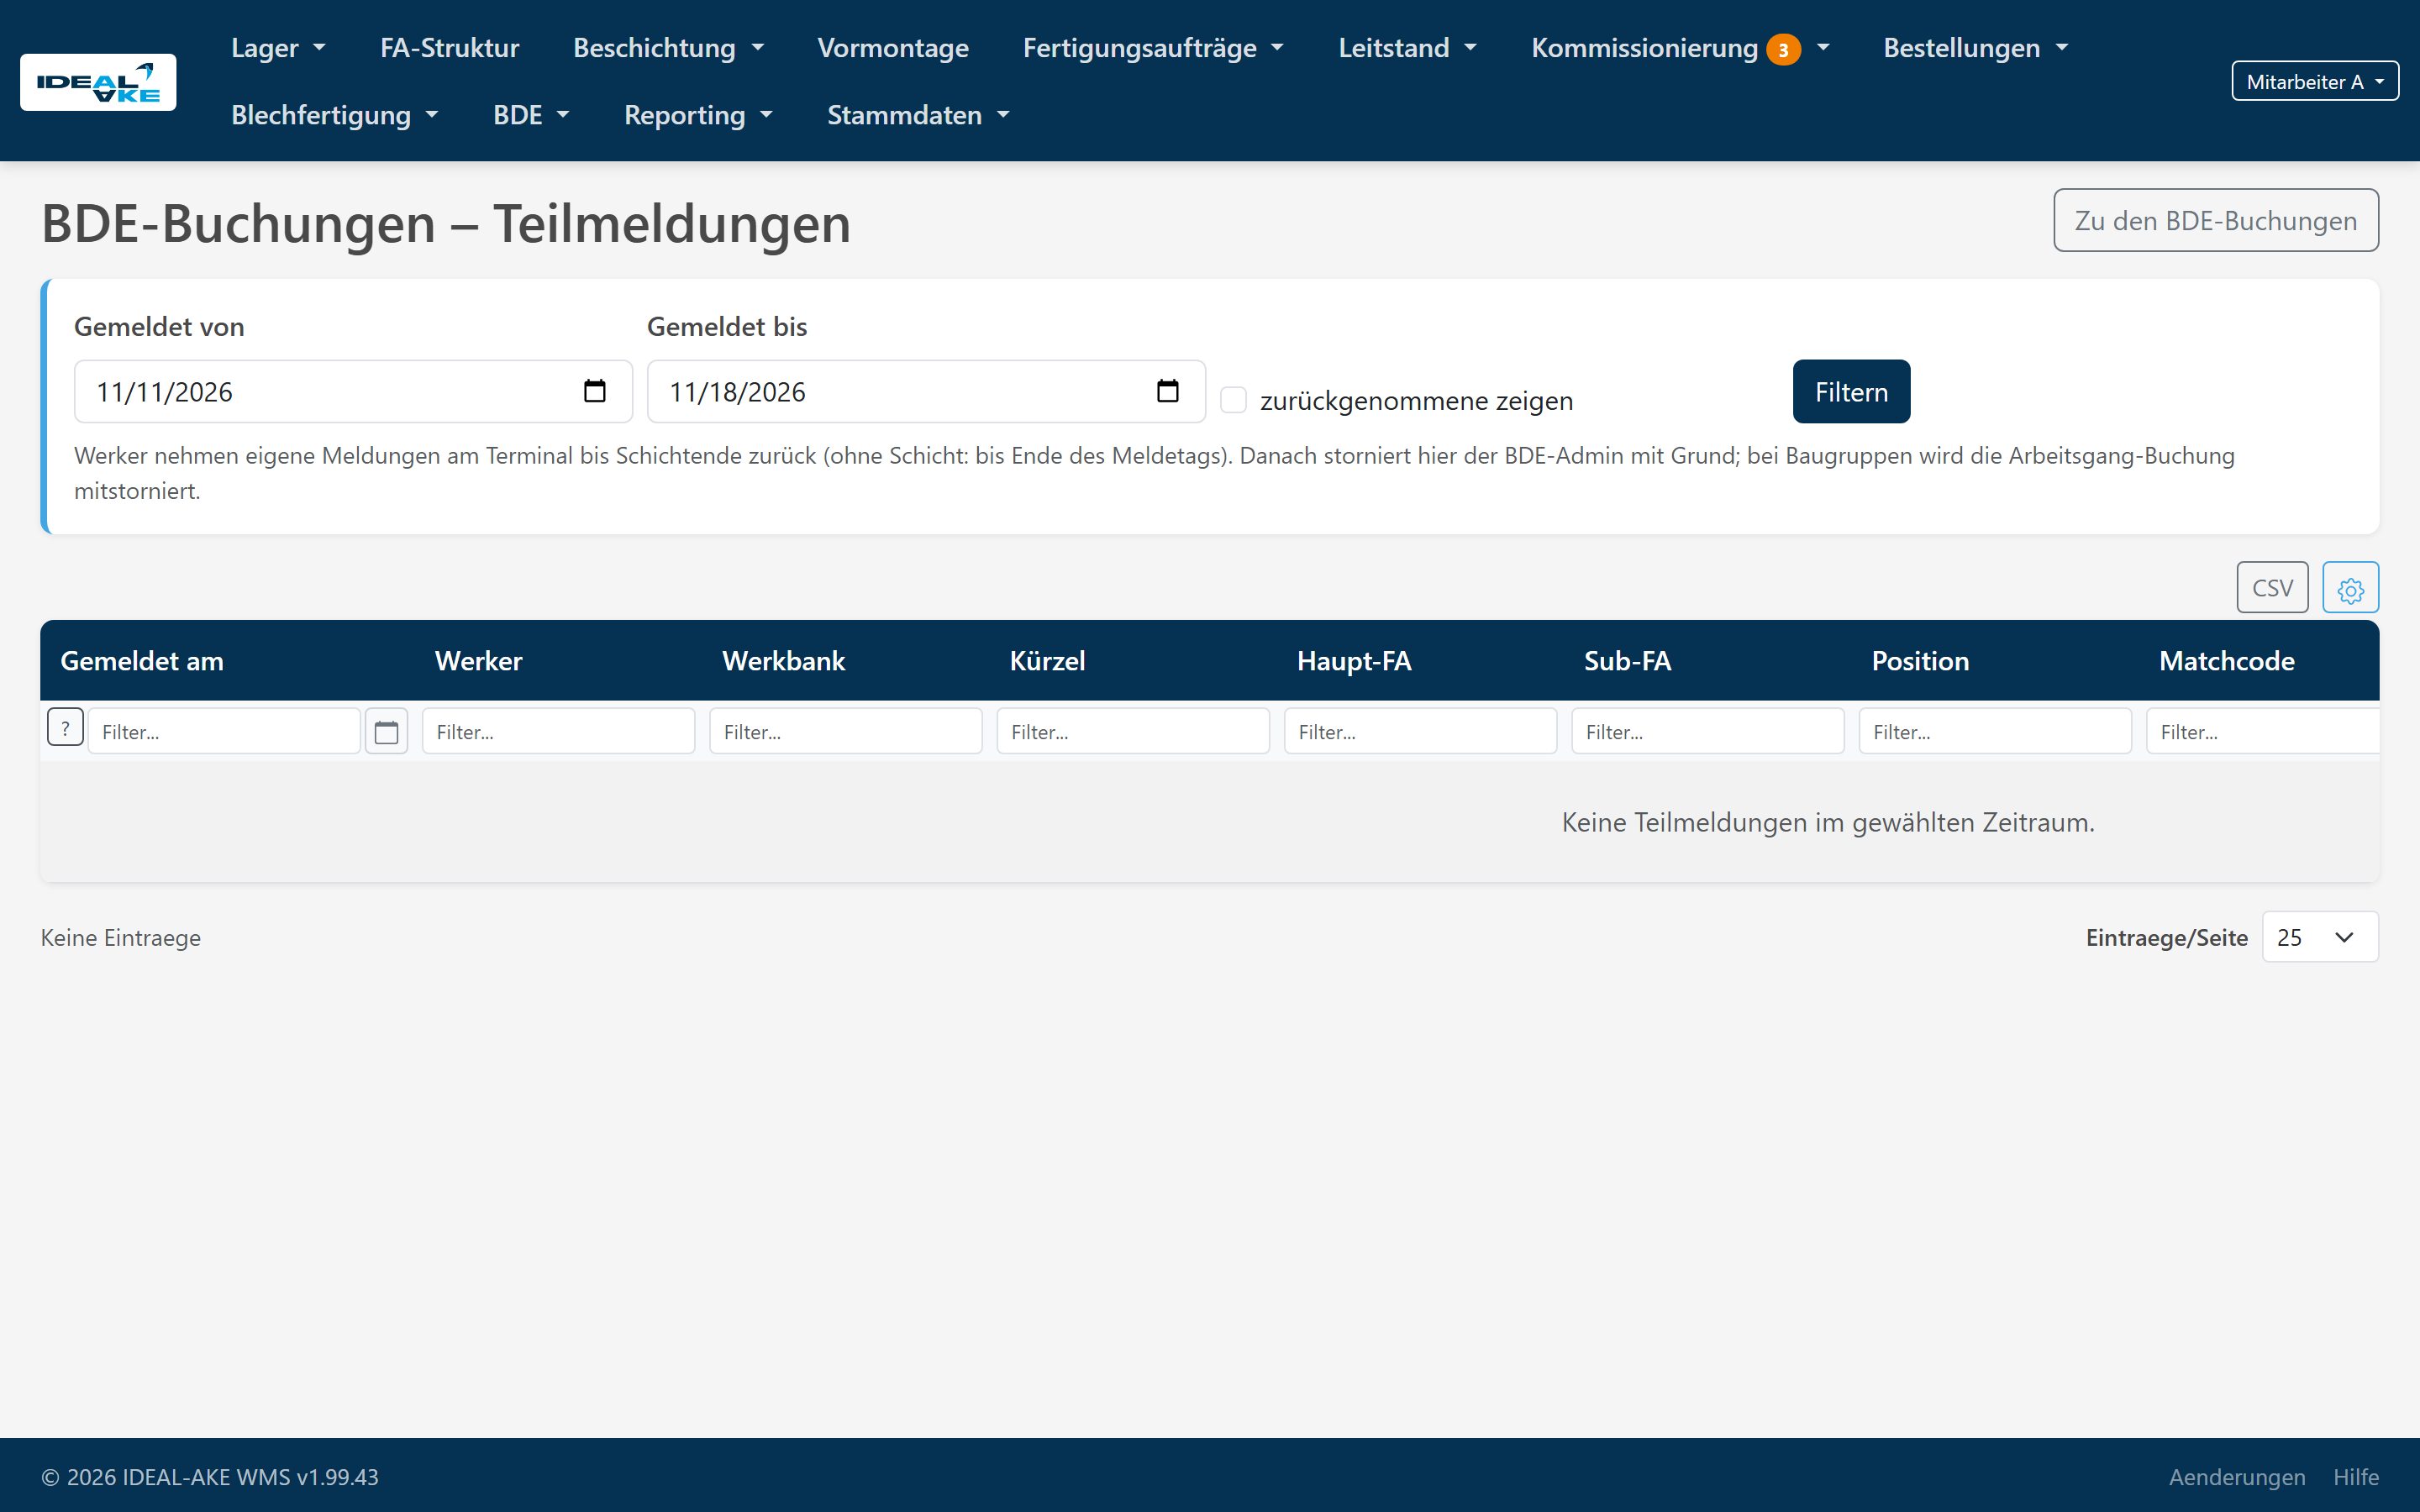 IDEAL AKE
Lager
FA-Struktur
Beschichtung
Vormontage
Fertigungsaufträge
Leitstand
Kommissionierung 3
Bestellungen
Blechfertigung
BDE
Reporting
Stammdaten
Mitarbeiter A
BDE-Buchungen – Teilmeldungen
Zu den BDE-Buchungen
Gemeldet von
Gemeldet bis
11/11/2026
11/18/2026
zurückgenommene zeigen
Filtern
Werker nehmen eigene Meldungen am Terminal bis Schichtende zurück (ohne Schicht: bis Ende des Meldetags). Danach storniert hier der BDE-Admin mit Grund; bei Baugruppen wird die Arbeitsgang-Buchung
mitstorniert.
CSV
Gemeldet am Werker Werkbank Kürzel Haupt-FA Sub-FA Position Matchcode
? Filter... Filter... Filter... Filter... Filter... Filter... Filter... Filter...
Keine Teilmeldungen im gewählten Zeitraum.
Keine Eintraege
Eintraege/Seite 25
© 2026 IDEAL-AKE WMS v1.99.43
Aenderungen
Hilfe